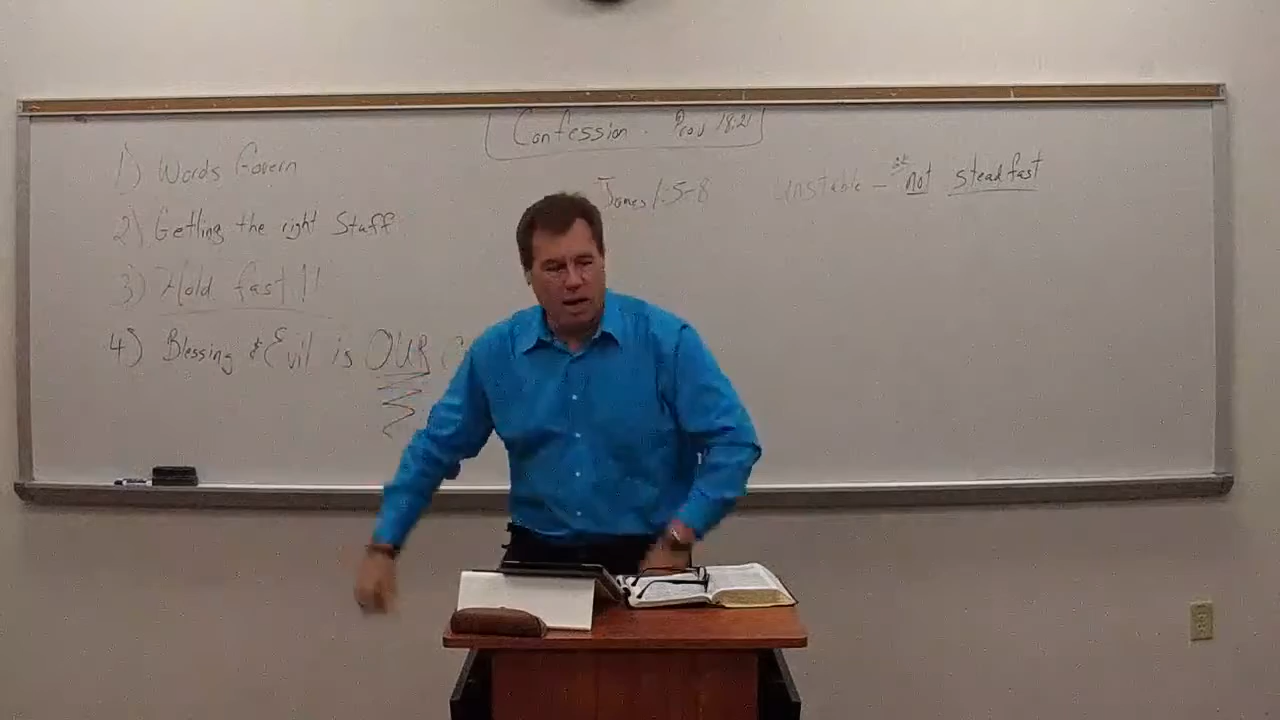 Confession . Prov 18:21
1) Words Govern
James 1:5-8
Unstable – not steadfast
2) Getting the right Stuff
3) Hold fast!!
4) Blessing & Evil is OUR